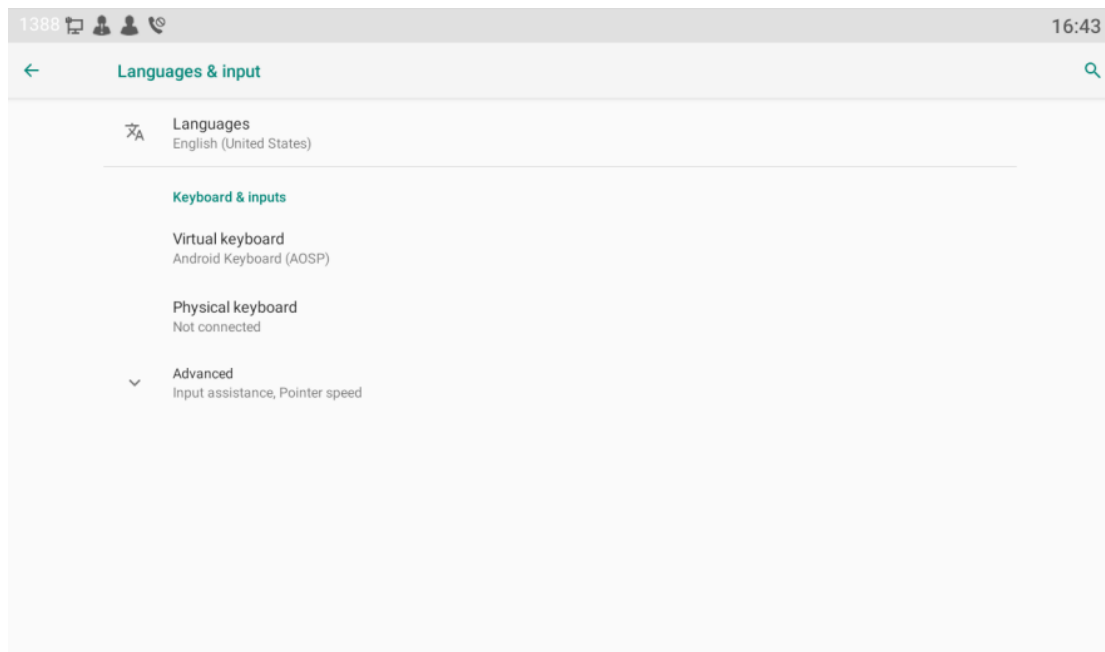 1388
16:43
Languages & input
Languages
English (United States)
Keyboard & inputs
Virtual keyboard
Android Keyboard (AOSP)
Physical keyboard
Not connected
Advanced
Input assistance, Pointer speed